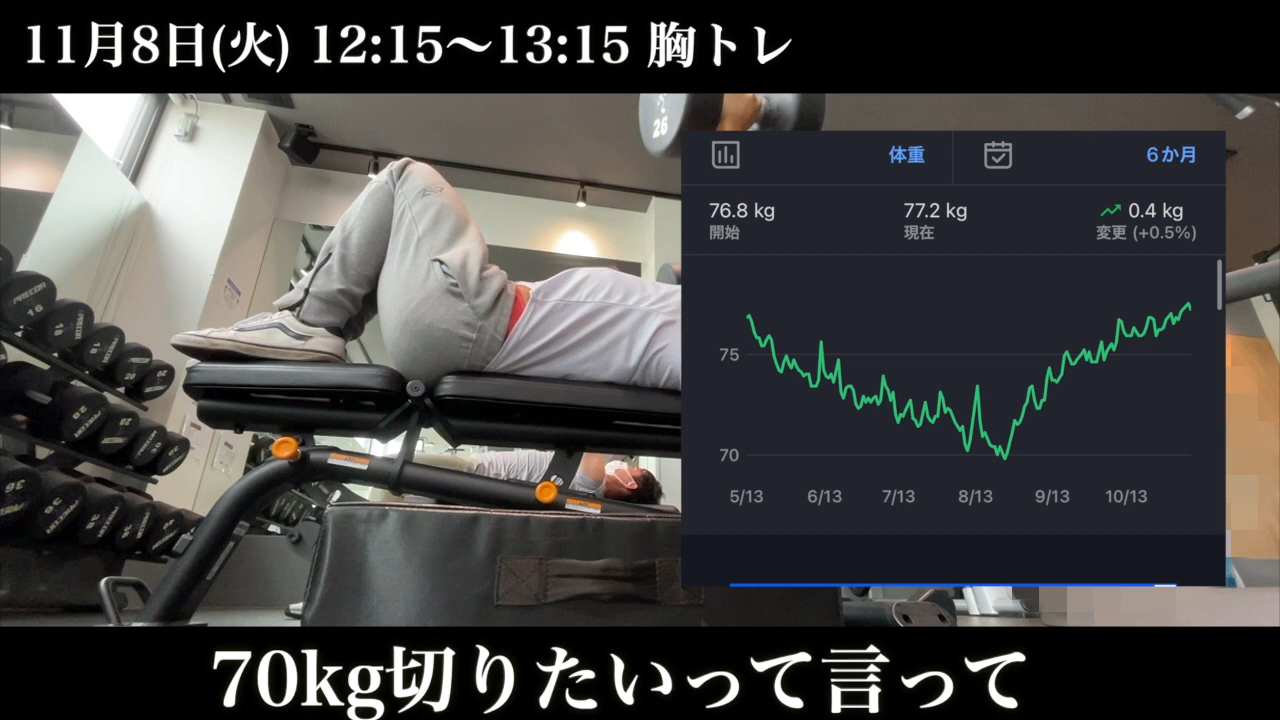 11月8日(火) 12:15〜13:15 胸トレ
26
体重
6か月
76.8 kg
77.2 kg
0.4 kg
開始
現在
変更 (+0.5%)
75
70
5/13 6/13 7/13 8/13 9/13 10/13
PRECOR
16
70kg切りたいって言って